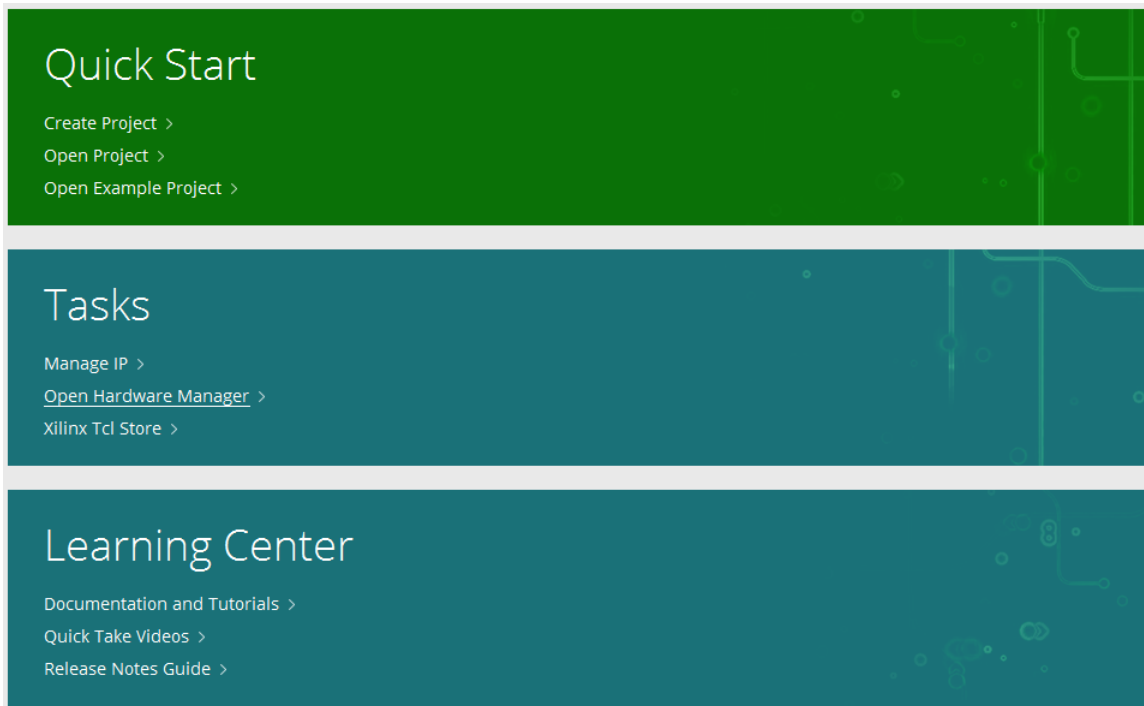 Quick Start
Create Project >
Open Project >
Open Example Project >
Tasks
Manage IP >
Open Hardware Manager >
Xilinx Tcl Store >
Learning Center
Documentation and Tutorials >
Quick Take Videos >
Release Notes Guide >